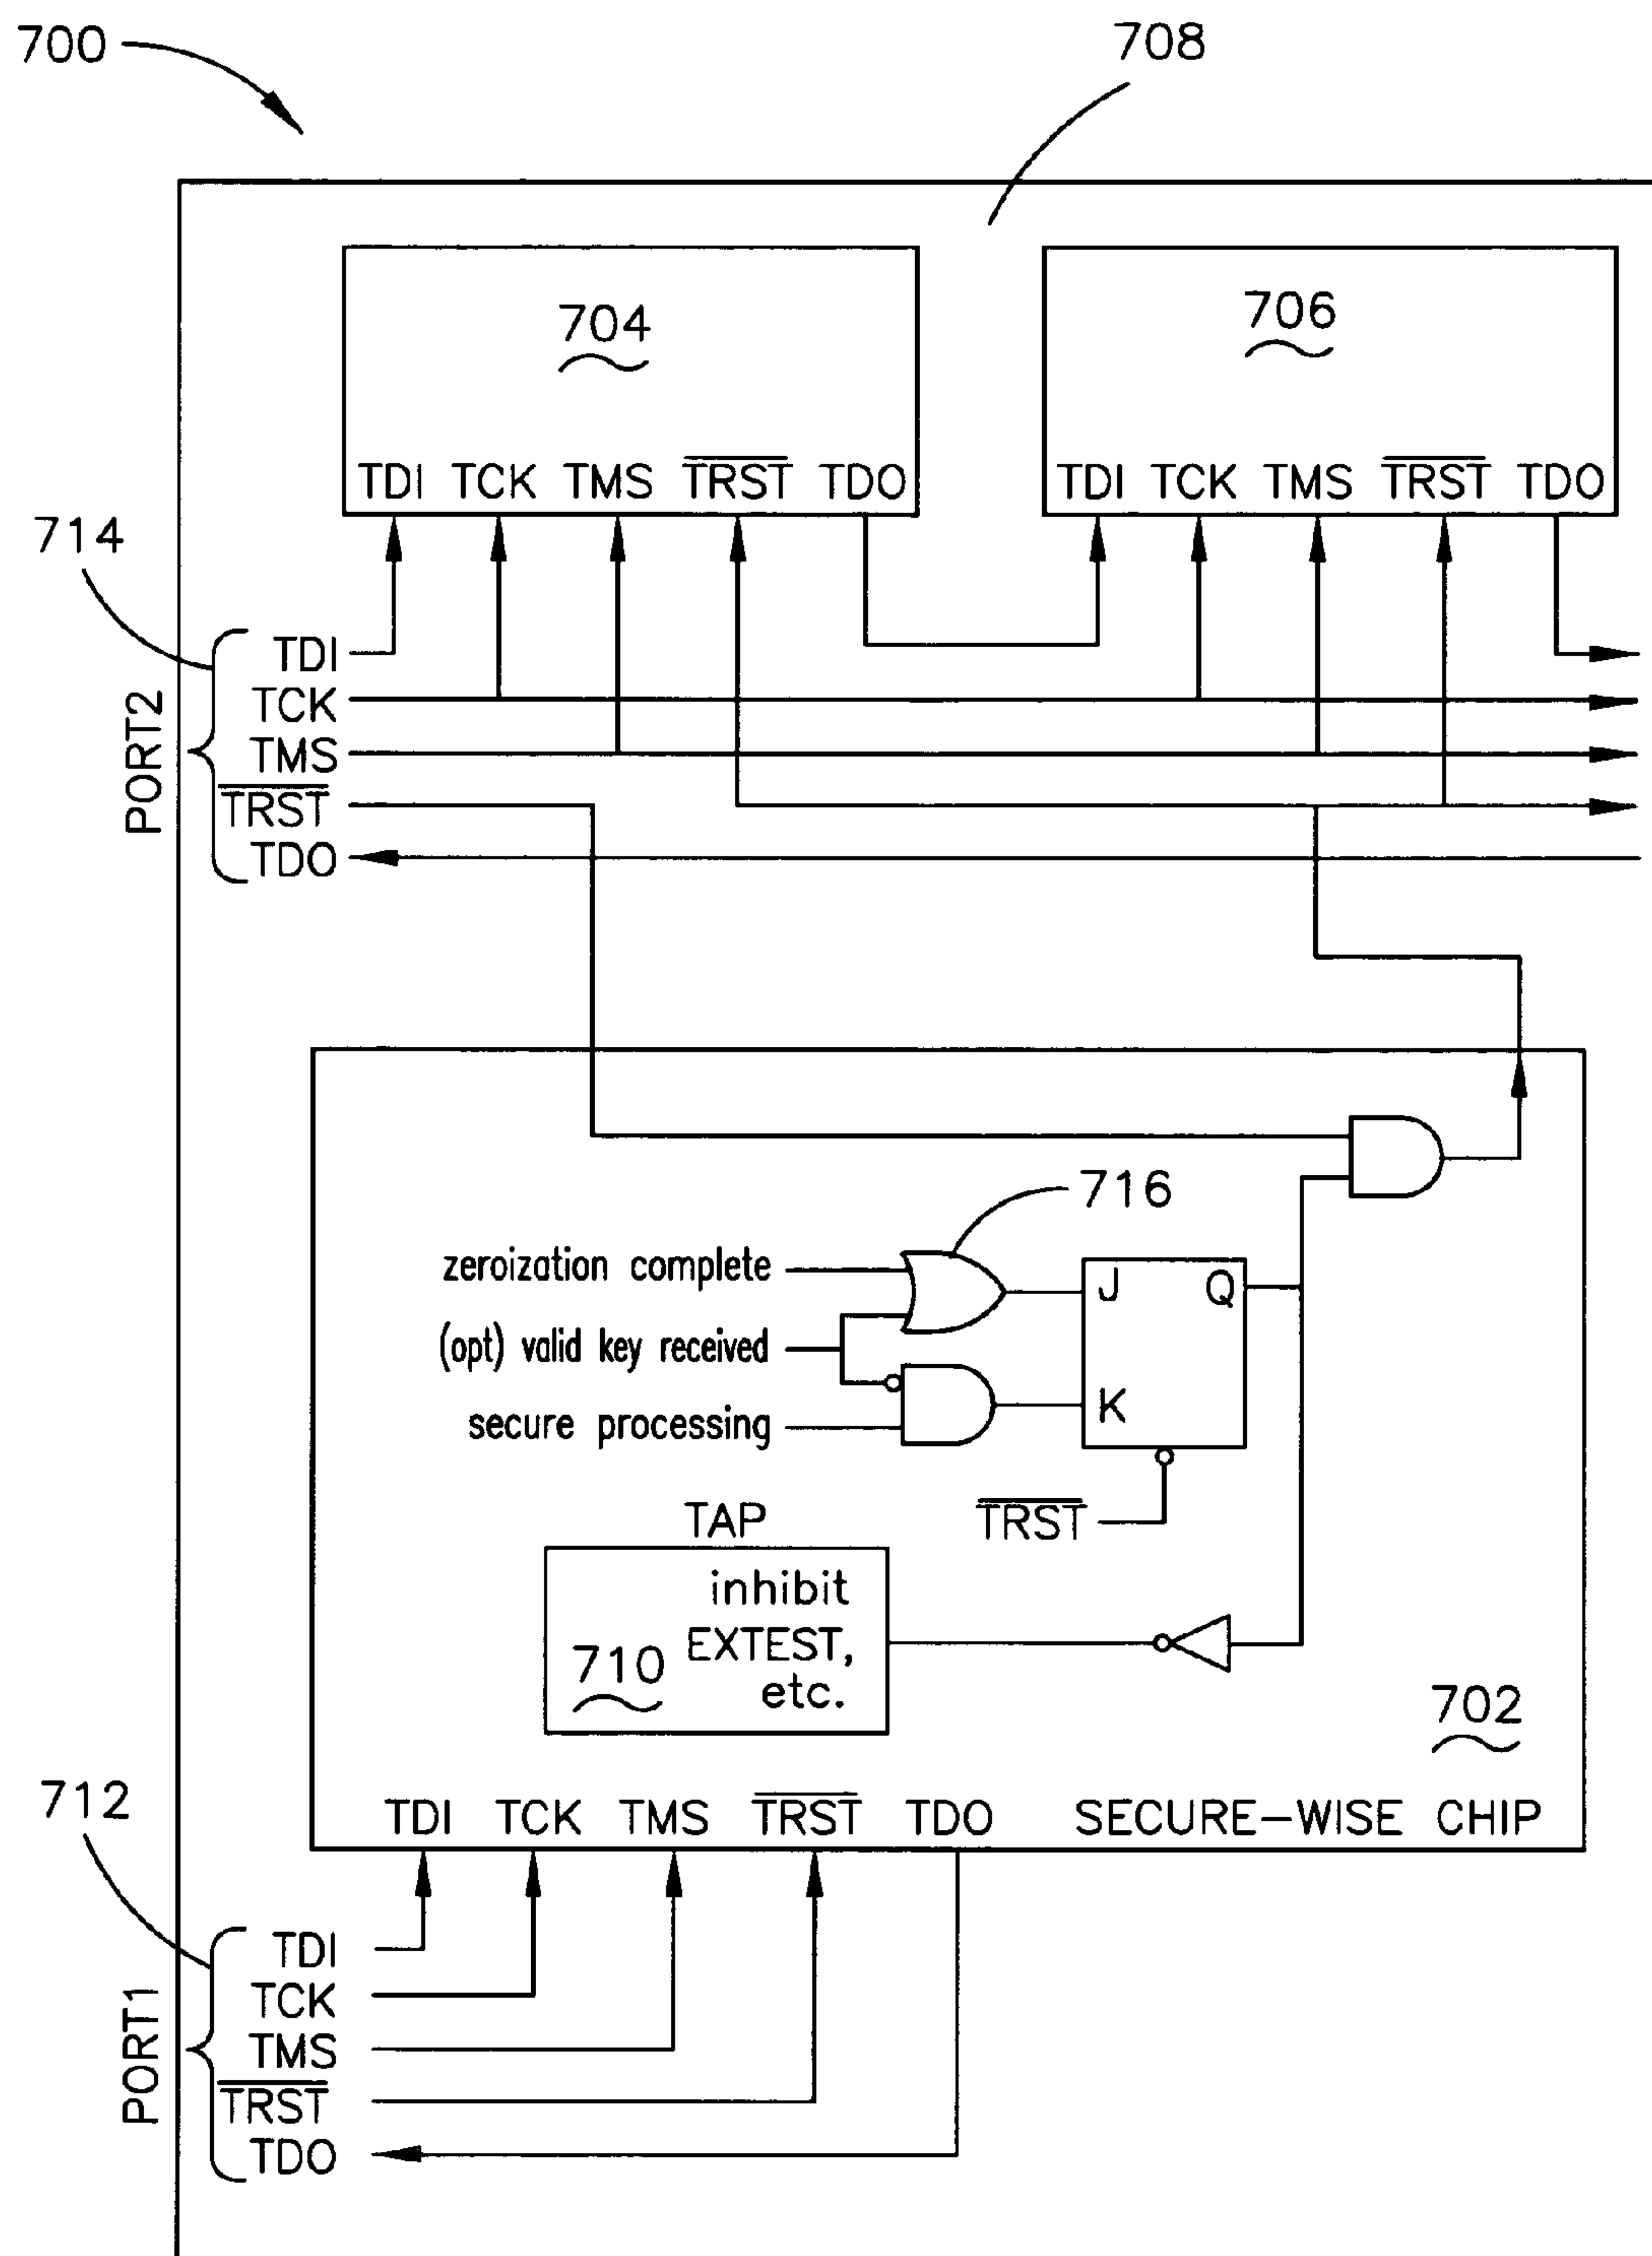 700
708
704
706
TDI TCK TMS TRST TDO
TDI TCK TMS TRST TDO
714
PORT2
TDI
TCK
TMS
TRST
TDO
716
zeroization complete
(opt) valid key received
secure processing
J Q
K
TRST
TAP
inhibit
EXTEST,
etc.
710
702
712
TDI TCK TMS TRST TDO SECURE-WISE CHIP
PORT1
TDI
TCK
TMS
TRST
TDO